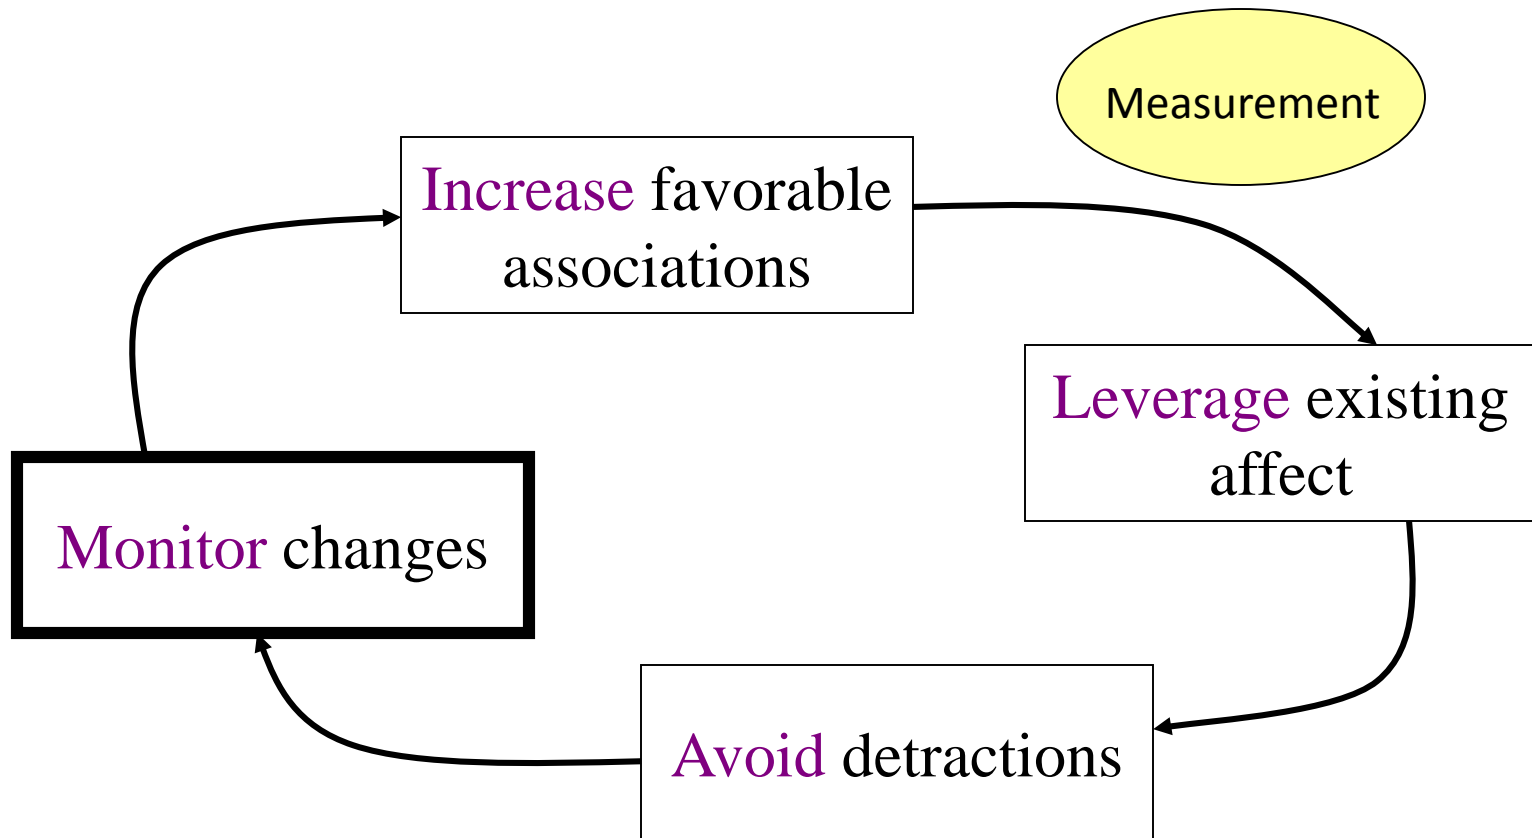 Measurement
Increase favorable
associations
Leverage existing
affect
Monitor changes
Avoid detractions